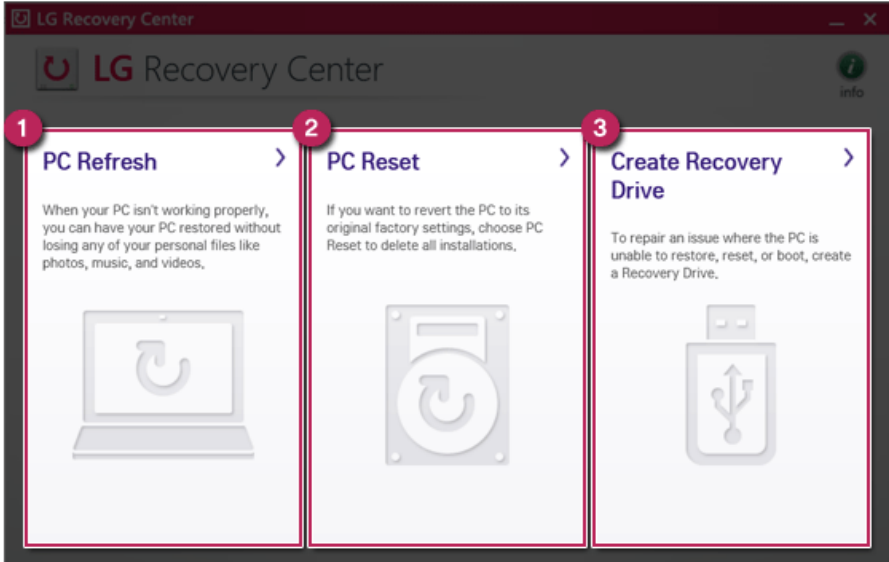 LG Recovery Center
LG Recovery Center
info
1
PC Refresh
When your PC isn't working properly,
you can have your PC restored without
losing any of your personal files like
photos, music, and videos.
2
PC Reset
If you want to revert the PC to its
original factory settings, choose PC
Reset to delete all installations.
3
Create Recovery
Drive
To repair an issue where the PC is
unable to restore, reset, or boot, create
a Recovery Drive.